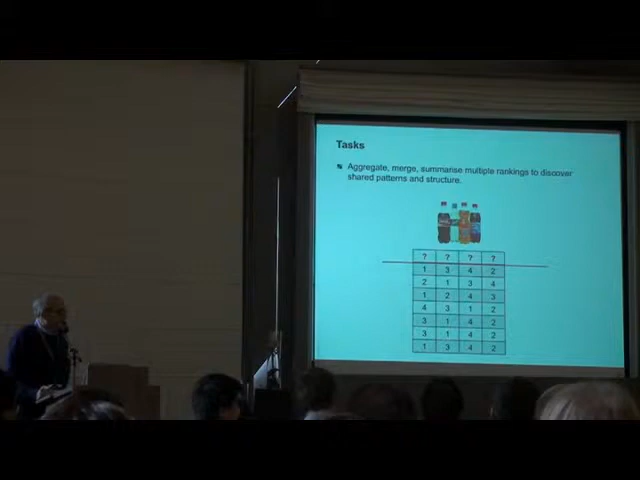 Tasks
Aggregate, merge, summarise multiple rankings to discover
shared patterns and structure.
? ? ? ?
1 3 4 2
2 1 3 4
1 2 4 3
4 3 1 2
3 1 4 2
3 1 4 2
1 3 4 2